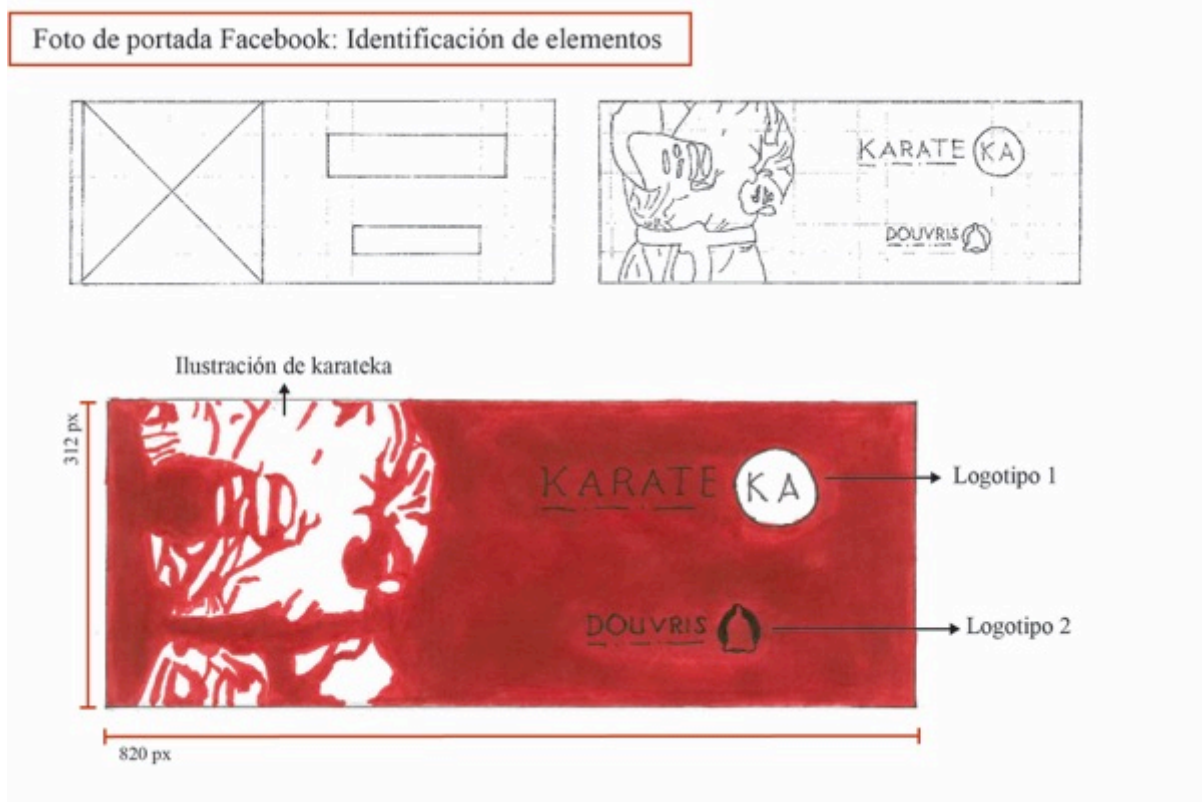 Foto de portada Facebook: Identificación de elementos
KARATE KA
DOUVRIS
Ilustración de karateka
312 px
KARATE KA
Logotipo 1
DOUVRIS
Logotipo 2
820 px